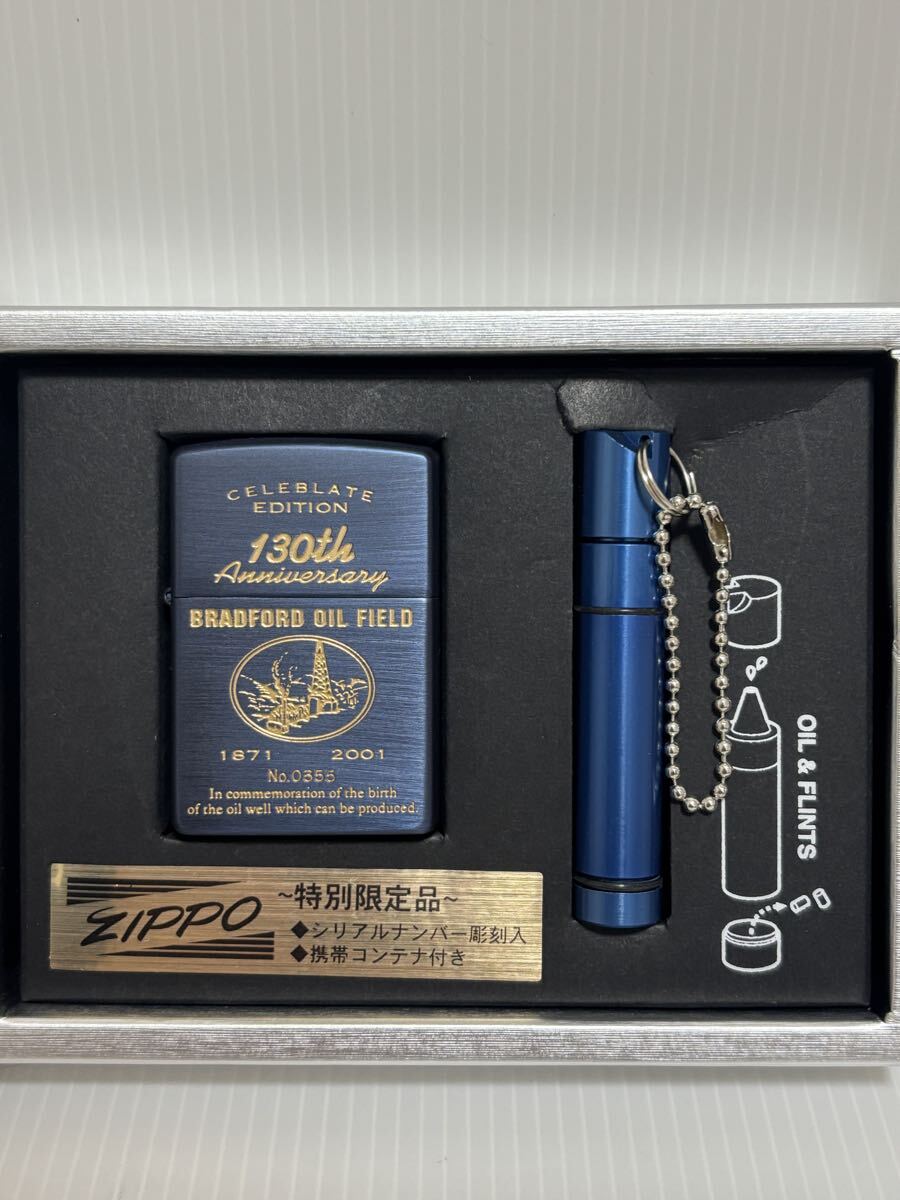 CELEBLATE
EDITION
130th
Anniversary
BRADFORD OIL FIELD
1871 2001
No.0355
In commemoration of the birth
of the oil well which can be produced.
ZIPPO
~特別限定品~
◆シリアルナンバー彫刻入
◆携帯コンテナ付き
OIL & FLINTS